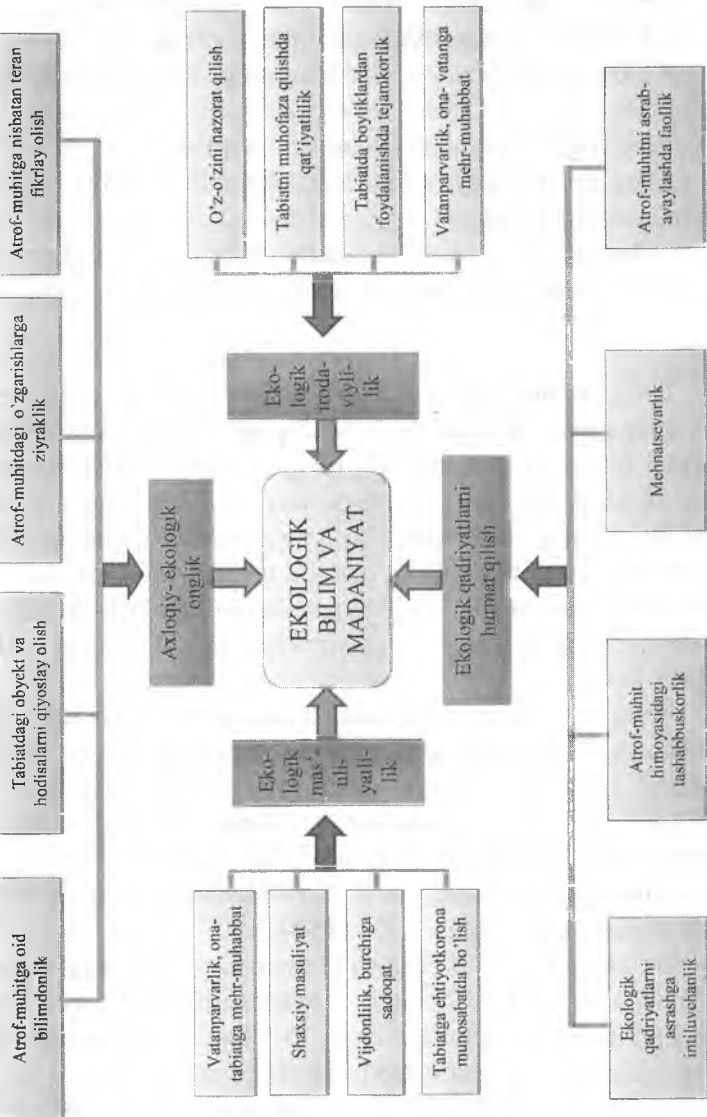 Atrof-muhitga oid
bilimdonlik
Tabiatdagi obyekt va
hodisalarni qiyoslay olish
Atrof-muhitdagi o'zgarishlarga
ziyraklik
Atrof-muhitga nisbatan teran
fikrlay olish
Axloqiy- ekologik
onglik
Vatanparvarlik, ona-
tabiatga mehr-muhabbat
Shaxsiy masuliyat
Vijdonlilik, burchiga
sadoqat
Tabiatga ehtiyotkorona
munosabatda bo'lish
Eko-
logik
mas'-
uli-
yatli-
lik
EKOLOGIK
BILIM VA
MADANIYAT
Eko-
logik
iroda-
viyli-
lik
O'z-o'zini nazorat qilish
Tabiatni muhofaza qilishda
qat'iyatlilik
Tabiatda boyliklardan
foydalanishda tejamkorlik
Vatanparvarlik, ona- vatanga
mehr-muhabbat
Ekologik qadriyatlarni
hurmat qilish
Ekologik
qadriyatlarni
asrashga
intiluvchanlik
Atrof-muhit
himoyasidagi
tashabbuskorlik
Mehnatsevarlik
Atrof-muhitni asrab-
avaylashda faollik